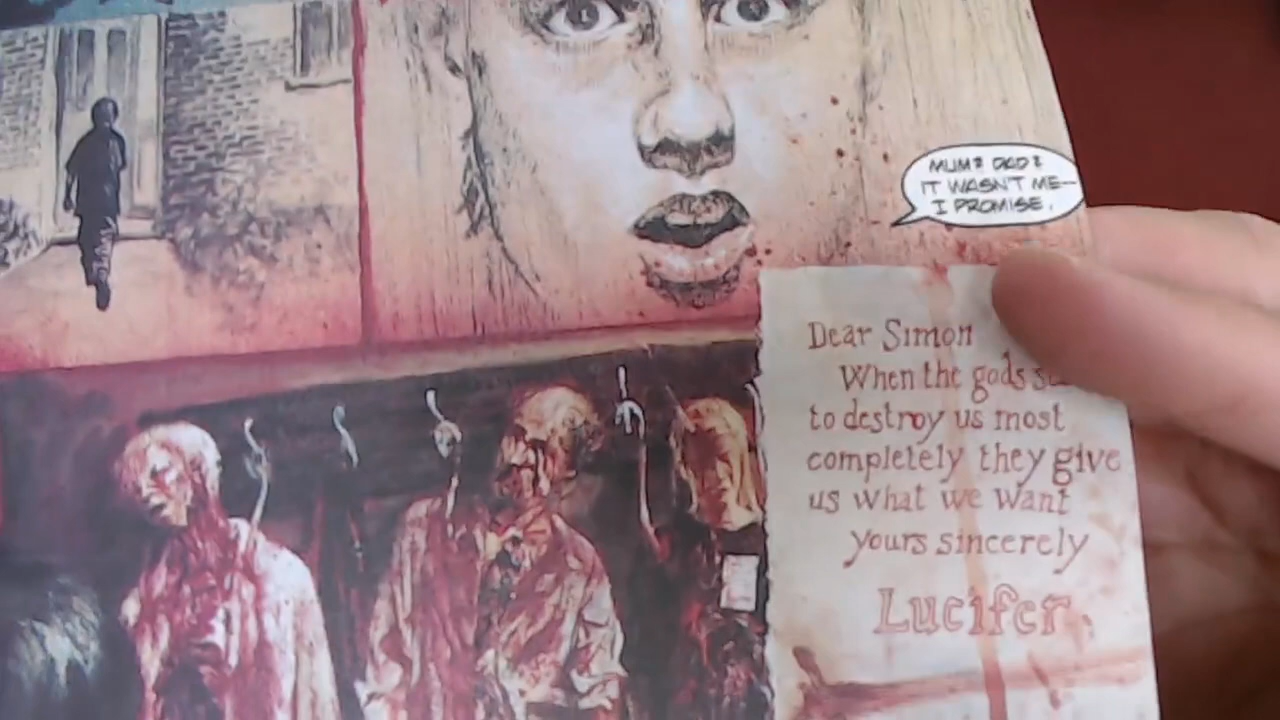 MUM? DAD?
IT WASN'T ME—
I PROMISE.
Dear Simon
When the gods
to destroy us most
completely they give
us what we want
yours sincerely
Lucifer.